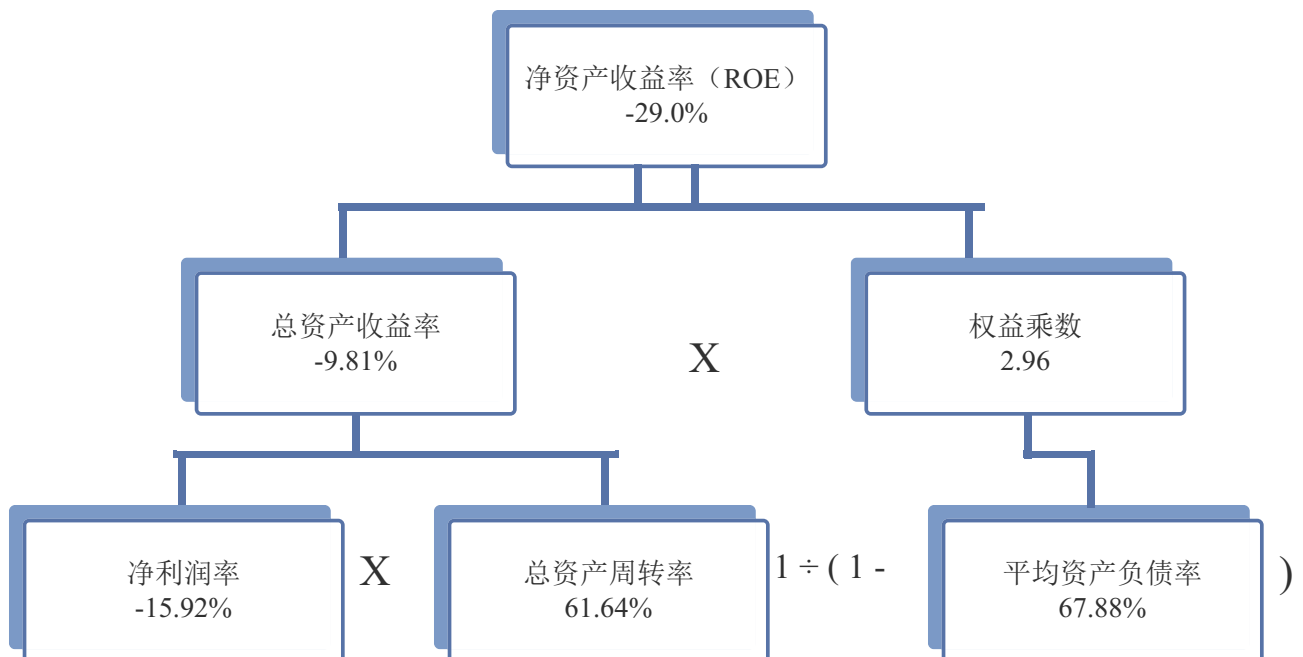 净资产收益率（ROE）
-29.0%
总资产收益率
-9.81%
X
权益乘数
2.96
净利润率
-15.92%
X
总资产周转率
61.64%
1 ÷ ( 1 -
平均资产负债率
67.88%
)